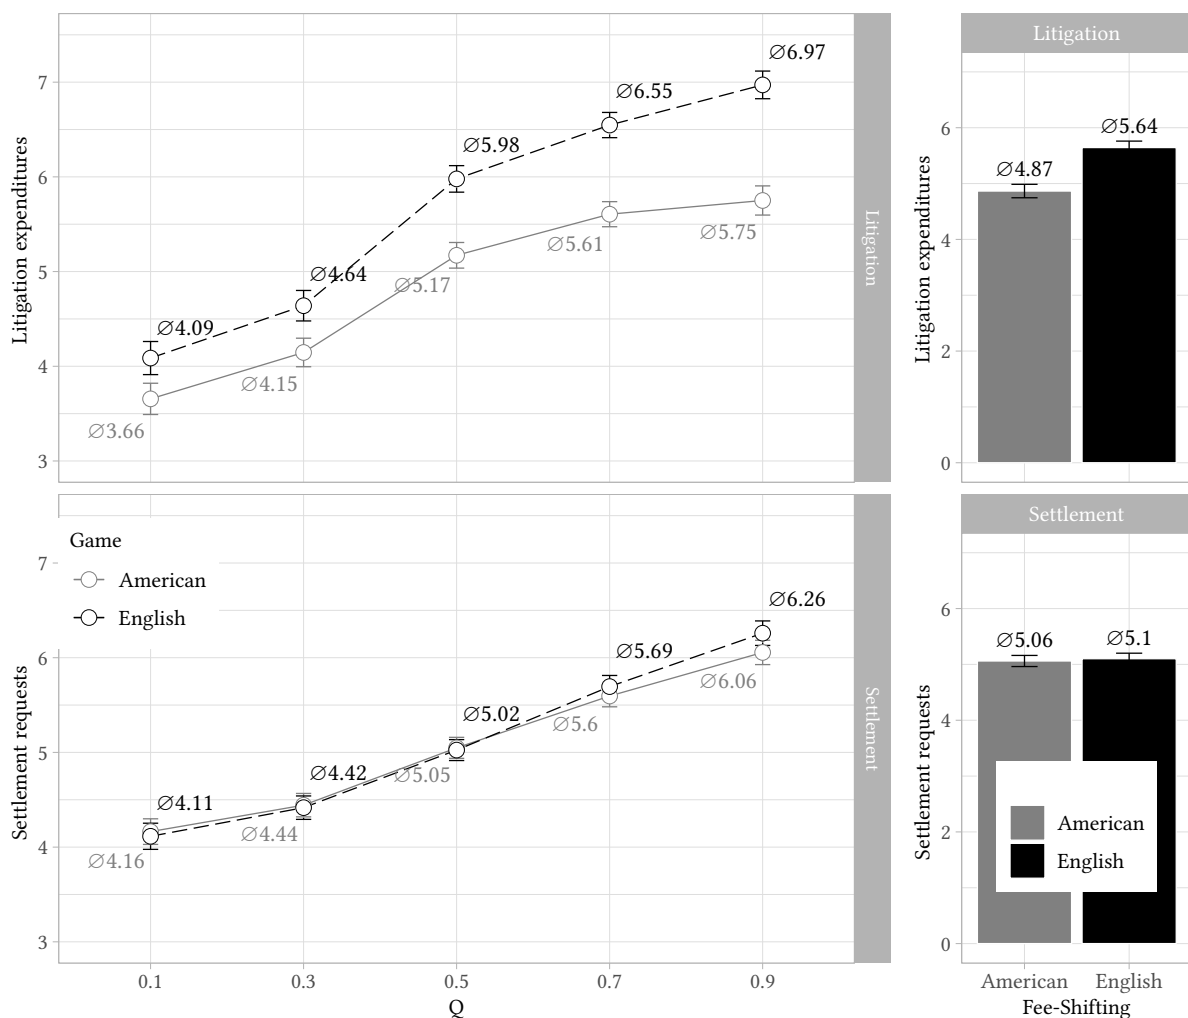 Litigation expenditures
7
6
5
4
3
∅4.09
∅4.64
∅5.98
∅6.55
∅6.97
∅3.66
∅4.15
∅5.17
∅5.61
∅5.75
Litigation
Settlement requests
7
6
5
4
3
Game
American
English
∅4.11
∅4.42
∅5.02
∅5.69
∅6.26
∅4.16
∅4.44
∅5.05
∅5.6
∅6.06
Settlement
0.1 0.3 0.5 0.7 0.9
Q
Litigation
Litigation expenditures
6
4
2
0
∅4.87
∅5.64
Settlement
Settlement requests
6
4
2
0
∅5.06
∅5.1
American
English
American English
Fee-Shifting